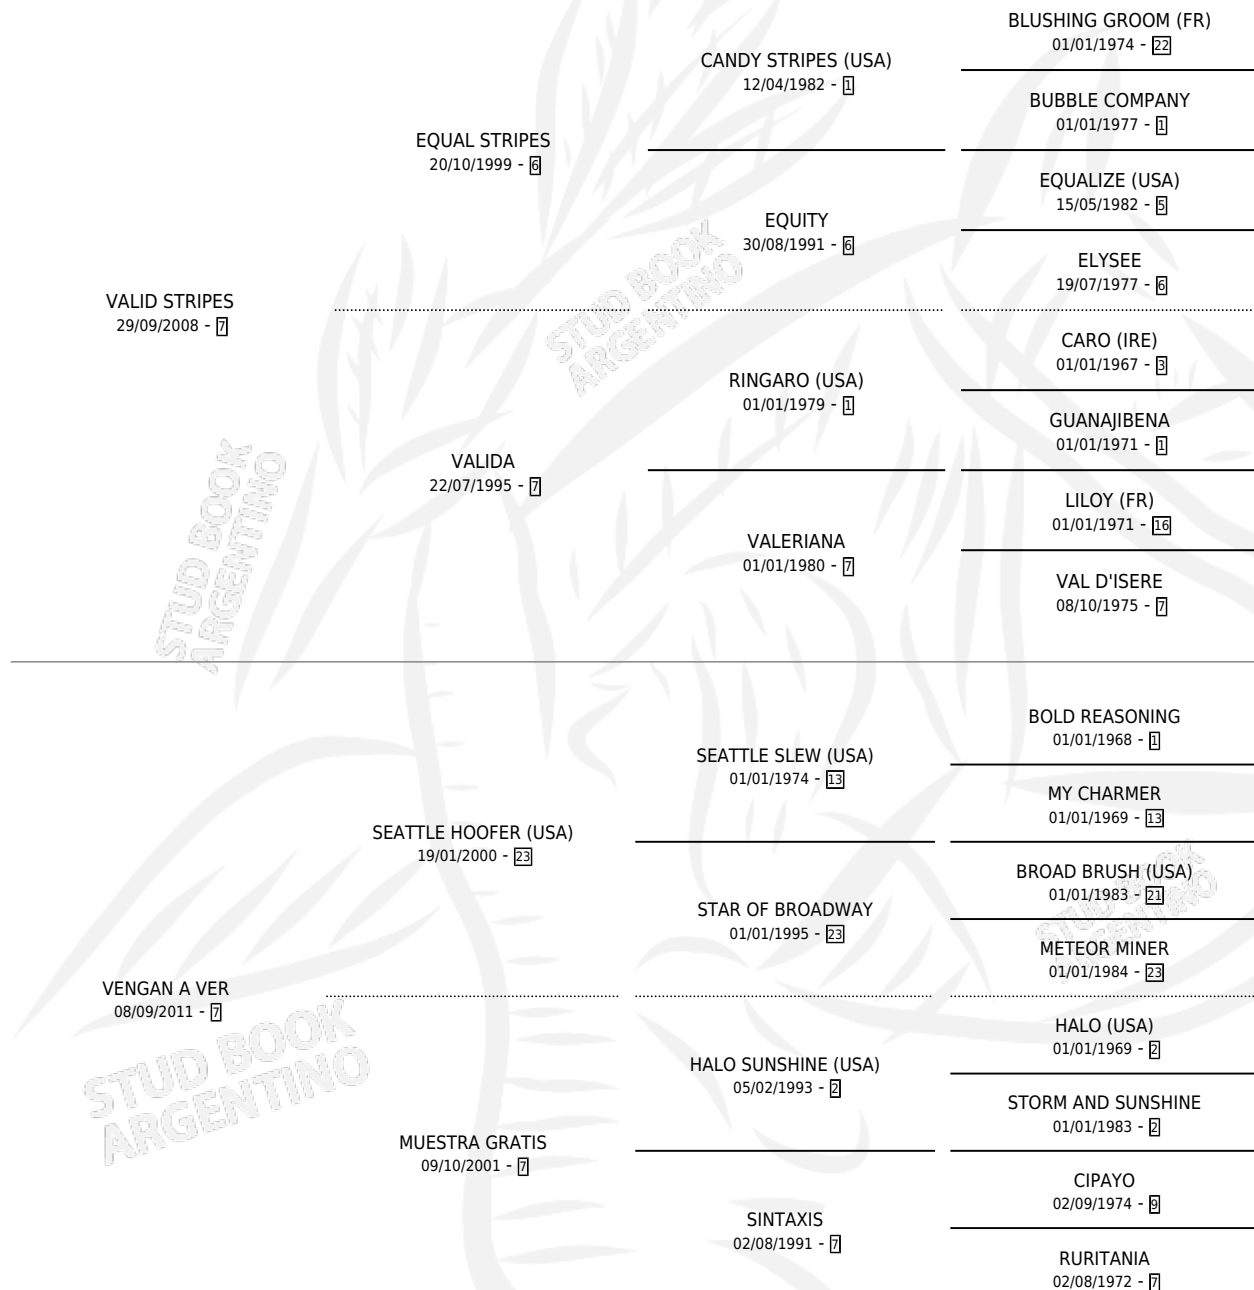 BLUSHING GROOM (FR)
01/01/1974 - 22
CANDY STRIPES (USA)
12/04/1982 - 1
BUBBLE COMPANY
01/01/1977 - 1
EQUAL STRIPES
20/10/1999 - 6
EQUALIZE (USA)
15/05/1982 - 5
EQUITY
30/08/1991 - 6
ELYSEE
19/07/1977 - 6
VALID STRIPES
29/09/2008 - 7
CARO (IRE)
01/01/1967 - 3
RINGARO (USA)
01/01/1979 - 1
GUANAJIBENA
01/01/1971 - 1
VALIDA
22/07/1995 - 7
LILOY (FR)
01/01/1971 - 16
VALERIANA
01/01/1980 - 7
VAL D'ISERE
08/10/1975 - 7
BOLD REASONING
01/01/1968 - 1
SEATTLE SLEW (USA)
01/01/1974 - 13
MY CHARMER
01/01/1969 - 13
SEATTLE HOOFER (USA)
19/01/2000 - 23
BROAD BRUSH (USA)
01/01/1983 - 21
STAR OF BROADWAY
01/01/1995 - 23
METEOR MINER
01/01/1984 - 23
VENGAN A VER
08/09/2011 - 7
HALO (USA)
01/01/1969 - 2
HALO SUNSHINE (USA)
05/02/1993 - 2
STORM AND SUNSHINE
01/01/1983 - 2
MUESTRA GRATIS
09/10/2001 - 7
CIPAYO
02/09/1974 - 9
SINTAXIS
02/08/1991 - 7
RURITANIA
02/08/1972 - 7
STUD BOOK
ARGENTINO
STUD BOOK
ARGENTINO
STUD BOOK
ARGENTINO
STUD BOOK
ARGENTINO